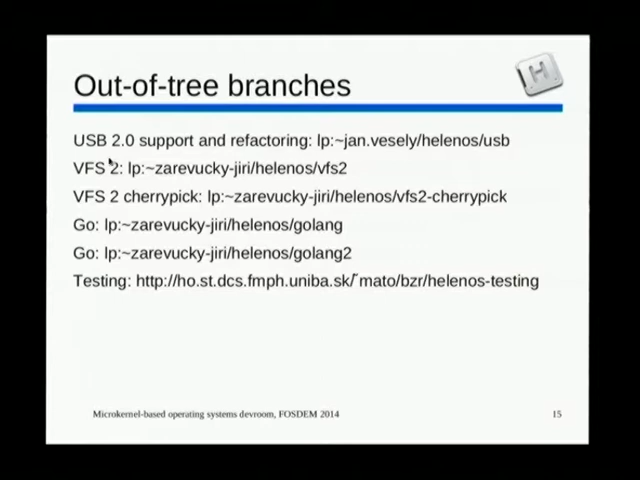 H
Out-of-tree branches
USB 2.0 support and refactoring: lp:~jan.vesely/helenos/usb
VFS 2: lp:~zarevucky-jiri/helenos/vfs2
VFS 2 cherrypick: lp:~zarevucky-jiri/helenos/vfs2-cherrypick
Go: lp:~zarevucky-jiri/helenos/golang
Go: lp:~zarevucky-jiri/helenos/golang2
Testing: http://ho.st.dcs.fmph.uniba.sk/~mato/bzr/helenos-testing
Microkernel-based operating systems devroom, FOSDEM 2014
15